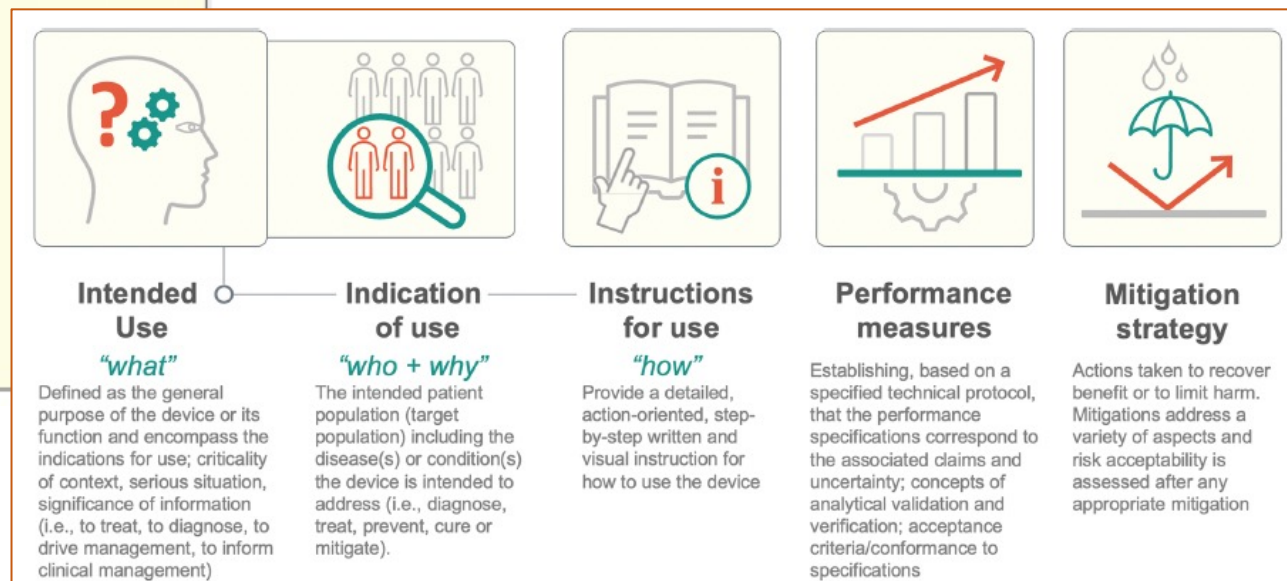 Intended
Use
“what”
Defined as the general
purpose of the device or its
function and encompass the
indications for use; criticality
of context, serious situation,
significance of information
(i.e., to treat, to diagnose, to
drive management, to inform
clinical management)
Indication
of use
“who + why”
The intended patient
population (target
population) including the
disease(s) or condition(s)
the device is intended to
address (i.e., diagnose,
treat, prevent, cure or
mitigate).
Instructions
for use
“how”
Provide a detailed,
action-oriented, step-
by-step written and
visual instruction for
how to use the device
Performance
measures
Establishing, based on a
specified technical protocol,
that the performance
specifications correspond to
the associated claims and
uncertainty; concepts of
analytical validation and
verification; acceptance
criteria/conformance to
specifications
Mitigation
strategy
Actions taken to recover
benefit or to limit harm.
Mitigations address a
variety of aspects and
risk acceptability is
assessed after any
appropriate mitigation